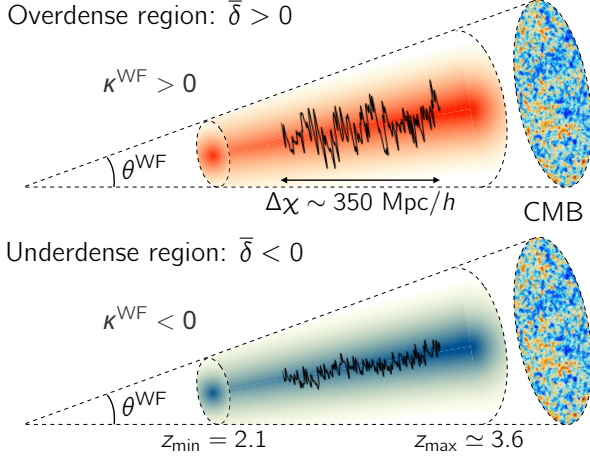 Overdense region: δ̄ > 0
κ^WF > 0
θ^WF
Δχ ∼ 350 Mpc/h
CMB
Underdense region: δ̄ < 0
κ^WF < 0
θ^WF
z_min = 2.1
z_max ≃ 3.6